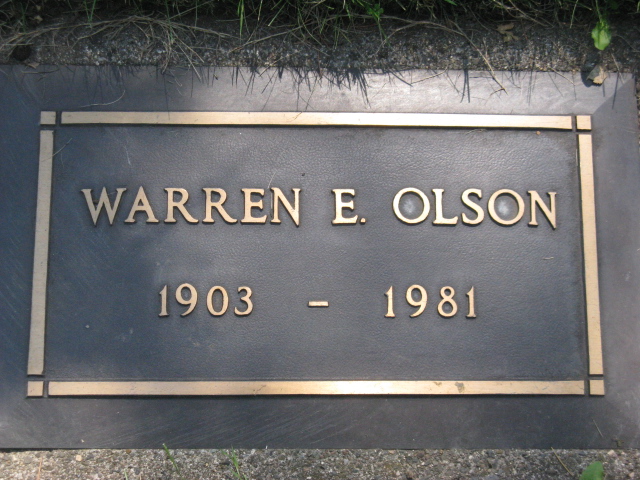 WARREN E. OLSON
1903 – 1981